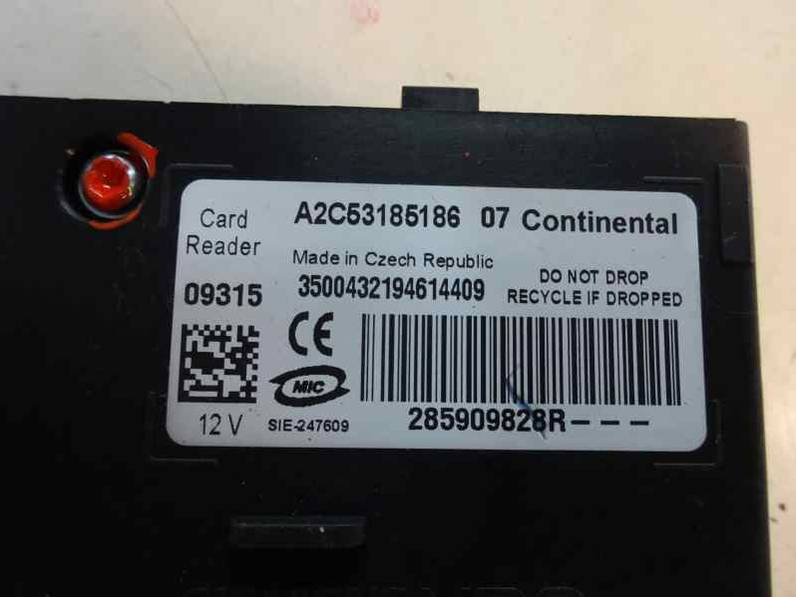 Card Reader
A2C53185186 07 Continental
Made in Czech Republic
09315
3500432194614409
DO NOT DROP
RECYCLE IF DROPPED
CE
MIC
12 V
SIE-247609
285909828R---